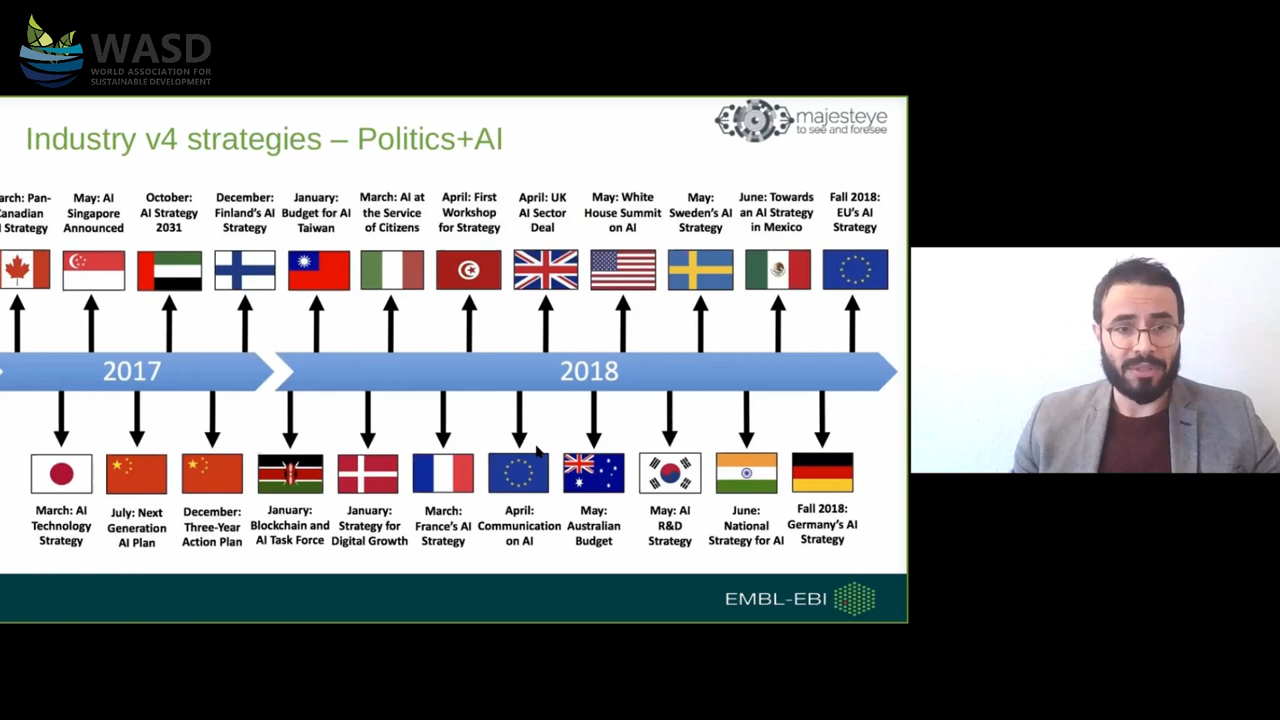 WASD
WORLD ASSOCIATION FOR
SUSTAINABLE DEVELOPMENT
Industry v4 strategies – Politics+AI
majesteye
to see and foresee
Pan-
May: AI
Singapore
Announced
October:
AI Strategy
2031
December:
Finland's AI
Strategy
January:
Budget for AI
Taiwan
March: AI at
the Service
of Citizens
April: First
Workshop
for Strategy
April: UK
AI Sector
Deal
May: White
House Summit
on AI
May:
Sweden's AI
Strategy
June: Towards
an AI Strategy
in Mexico
Fall 2018:
EU's AI
Strategy
Strategy
2017
2018
March: AI
Technology
Strategy
July: Next
Generation
AI Plan
December:
Three-Year
Action Plan
January:
Blockchain and
AI Task Force
January:
Strategy for
Digital Growth
March:
France's AI
Strategy
April:
Communication
on AI
May:
Australian
Budget
May: AI
R&D
Strategy
June:
National
Strategy for AI
Fall 2018:
Germany's AI
Strategy
EMBL-EBI